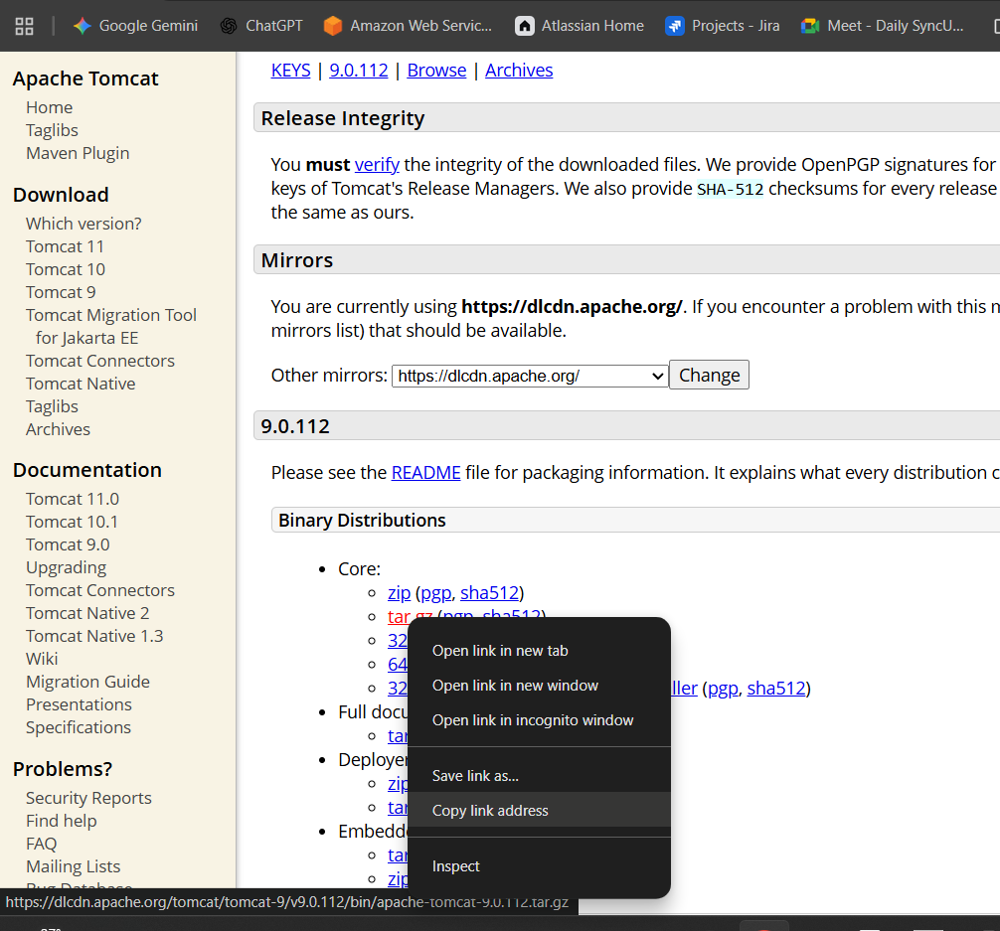 Google Gemini ChatGPT Amazon Web Servic... Atlassian Home Projects - Jira Meet - Daily SyncU...
Apache Tomcat
Home
Taglibs
Maven Plugin
Download
Which version?
Tomcat 11
Tomcat 10
Tomcat 9
Tomcat Migration Tool
for Jakarta EE
Tomcat Connectors
Tomcat Native
Taglibs
Archives
Documentation
Tomcat 11.0
Tomcat 10.1
Tomcat 9.0
Upgrading
Tomcat Connectors
Tomcat Native 2
Tomcat Native 1.3
Wiki
Migration Guide
Presentations
Specifications
Problems?
Security Reports
Find help
FAQ
Mailing Lists
Bug Database
KEYS | 9.0.112 | Browse | Archives
Release Integrity
You must verify the integrity of the downloaded files. We provide OpenPGP signatures for
keys of Tomcat's Release Managers. We also provide SHA-512 checksums for every release
the same as ours.
Mirrors
You are currently using https://dlcdn.apache.org/. If you encounter a problem with this m
mirrors list) that should be available.
Other mirrors: https://dlcdn.apache.org/ Change
9.0.112
Please see the README file for packaging information. It explains what every distribution c
Binary Distributions
Core:
zip (pgp, sha512)
tar.gz (pgp, sha512)
32
64
32 ller (pgp, sha512)
Full docu
tar
Deployer
zip
tar
Embedde
tar
zip
Open link in new tab
Open link in new window
Open link in incognito window
Save link as...
Copy link address
Inspect
https://dlcdn.apache.org/tomcat/tomcat-9/v9.0.112/bin/apache-tomcat-9.0.112.tar.gz